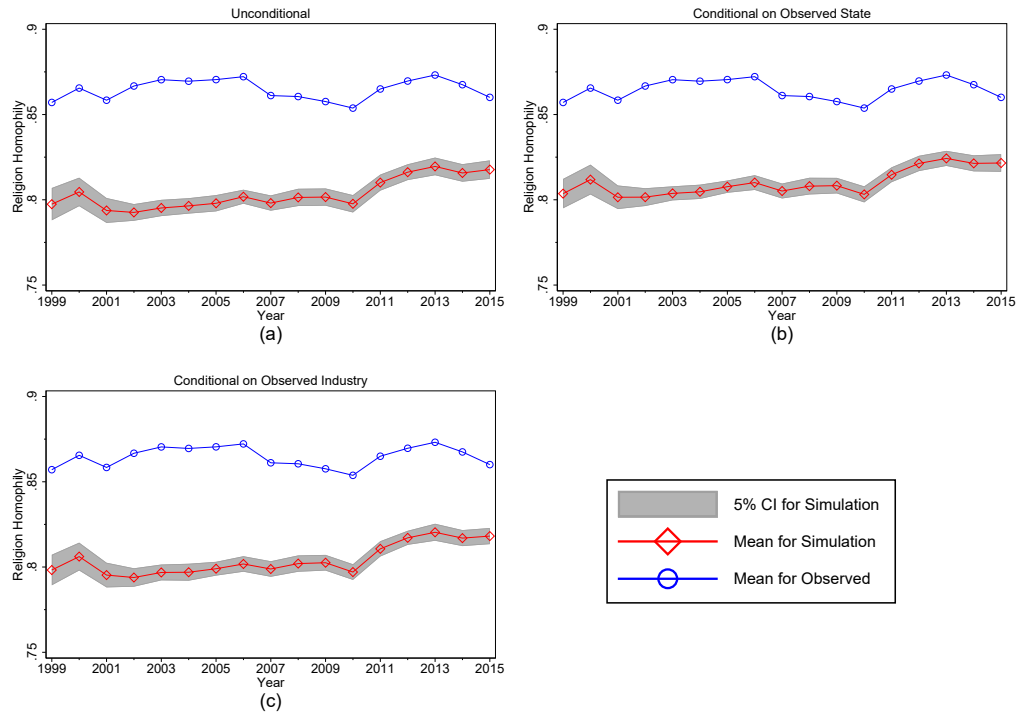 Unconditional
Religion Homophily
.9
.85
.8
.75
1999 2001 2003 2005 2007 2009 2011 2013 2015
Year
(a)
Conditional on Observed State
Religion Homophily
.9
.85
.8
.75
1999 2001 2003 2005 2007 2009 2011 2013 2015
Year
(b)
Conditional on Observed Industry
Religion Homophily
.9
.85
.8
.75
1999 2001 2003 2005 2007 2009 2011 2013 2015
Year
(c)
5% CI for Simulation
Mean for Simulation
Mean for Observed